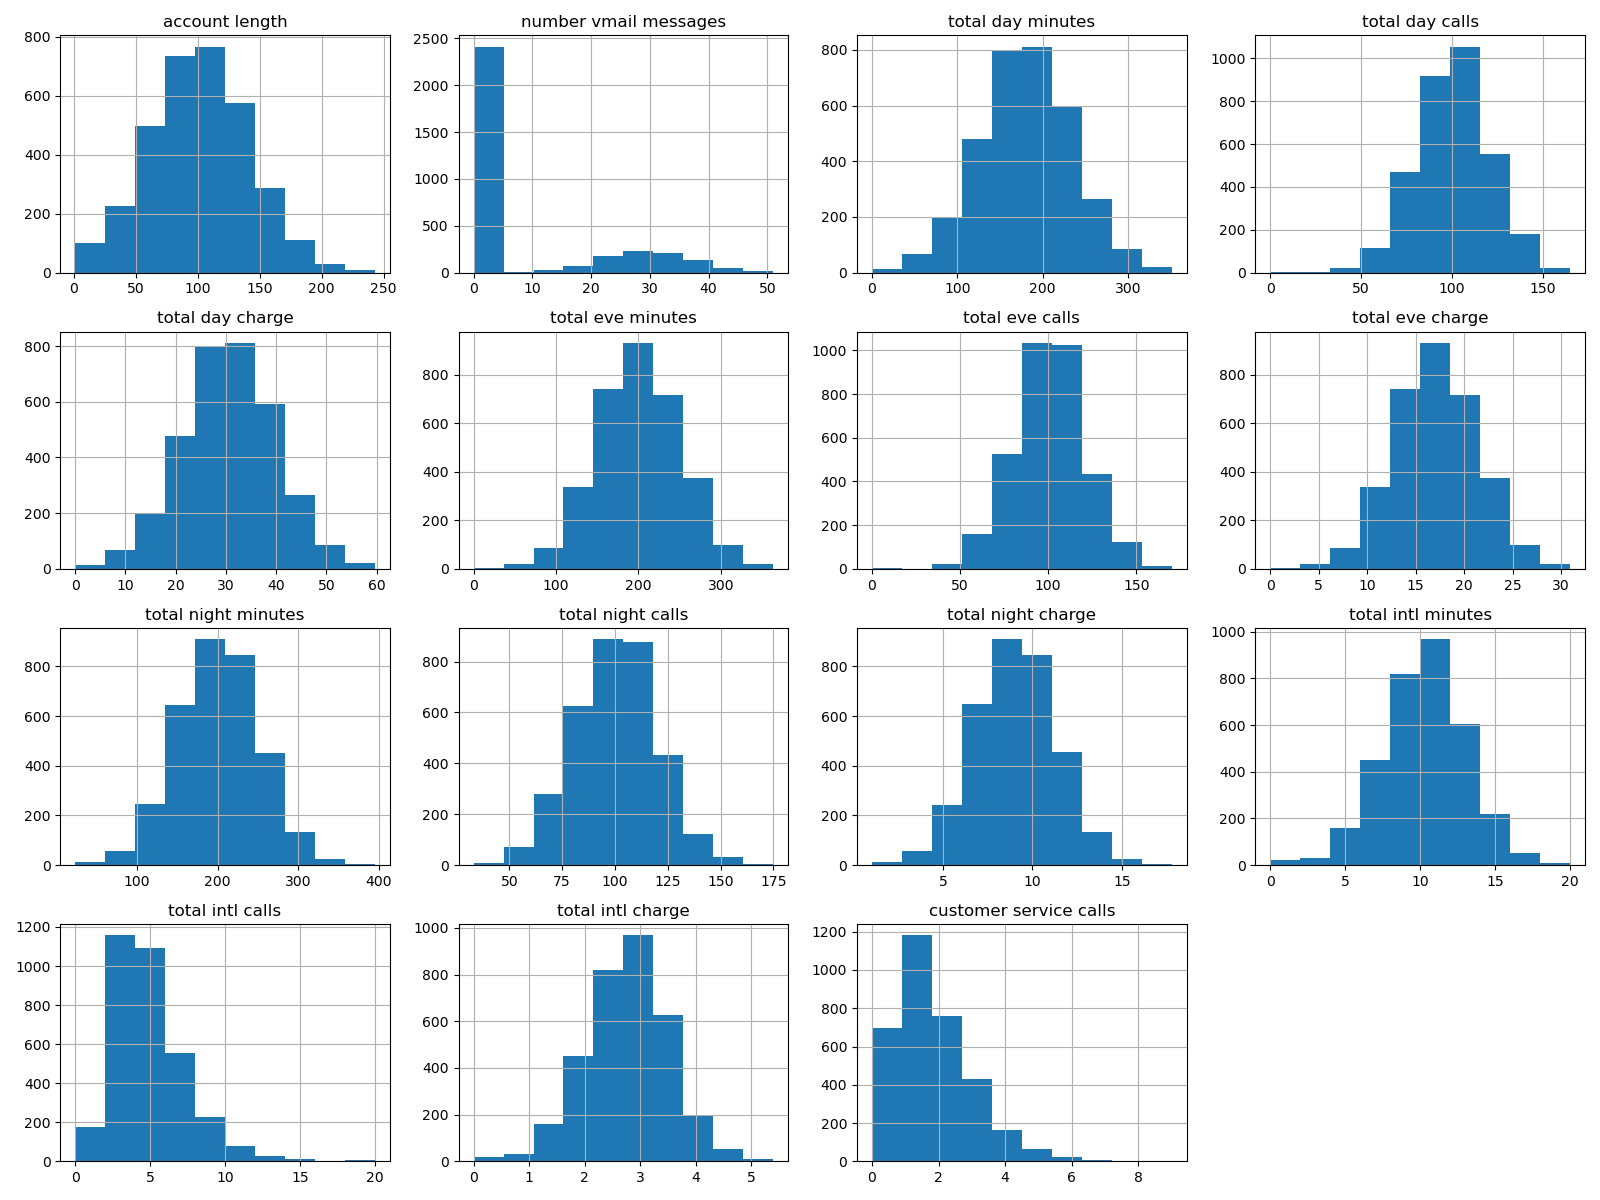 account length
800
600
400
200
0
0 50 100 150 200 250
number vmail messages
2500
2000
1500
1000
500
0
0 10 20 30 40 50
total day minutes
800
600
400
200
0
0 100 200 300
total day calls
1000
800
600
400
200
0
0 50 100 150
total day charge
800
600
400
200
0
0 10 20 30 40 50 60
total eve minutes
800
600
400
200
0
0 100 200 300
total eve calls
1000
800
600
400
200
0
0 50 100 150
total eve charge
800
600
400
200
0
0 5 10 15 20 25 30
total night minutes
800
600
400
200
0
100 200 300 400
total night calls
800
600
400
200
0
50 75 100 125 150 175
total night charge
800
600
400
200
0
5 10 15
total intl minutes
1000
800
600
400
200
0
0 5 10 15 20
total intl calls
1200
1000
800
600
400
200
0
0 5 10 15 20
total intl charge
1000
800
600
400
200
0
0 1 2 3 4 5
customer service calls
1200
1000
800
600
400
200
0
0 2 4 6 8